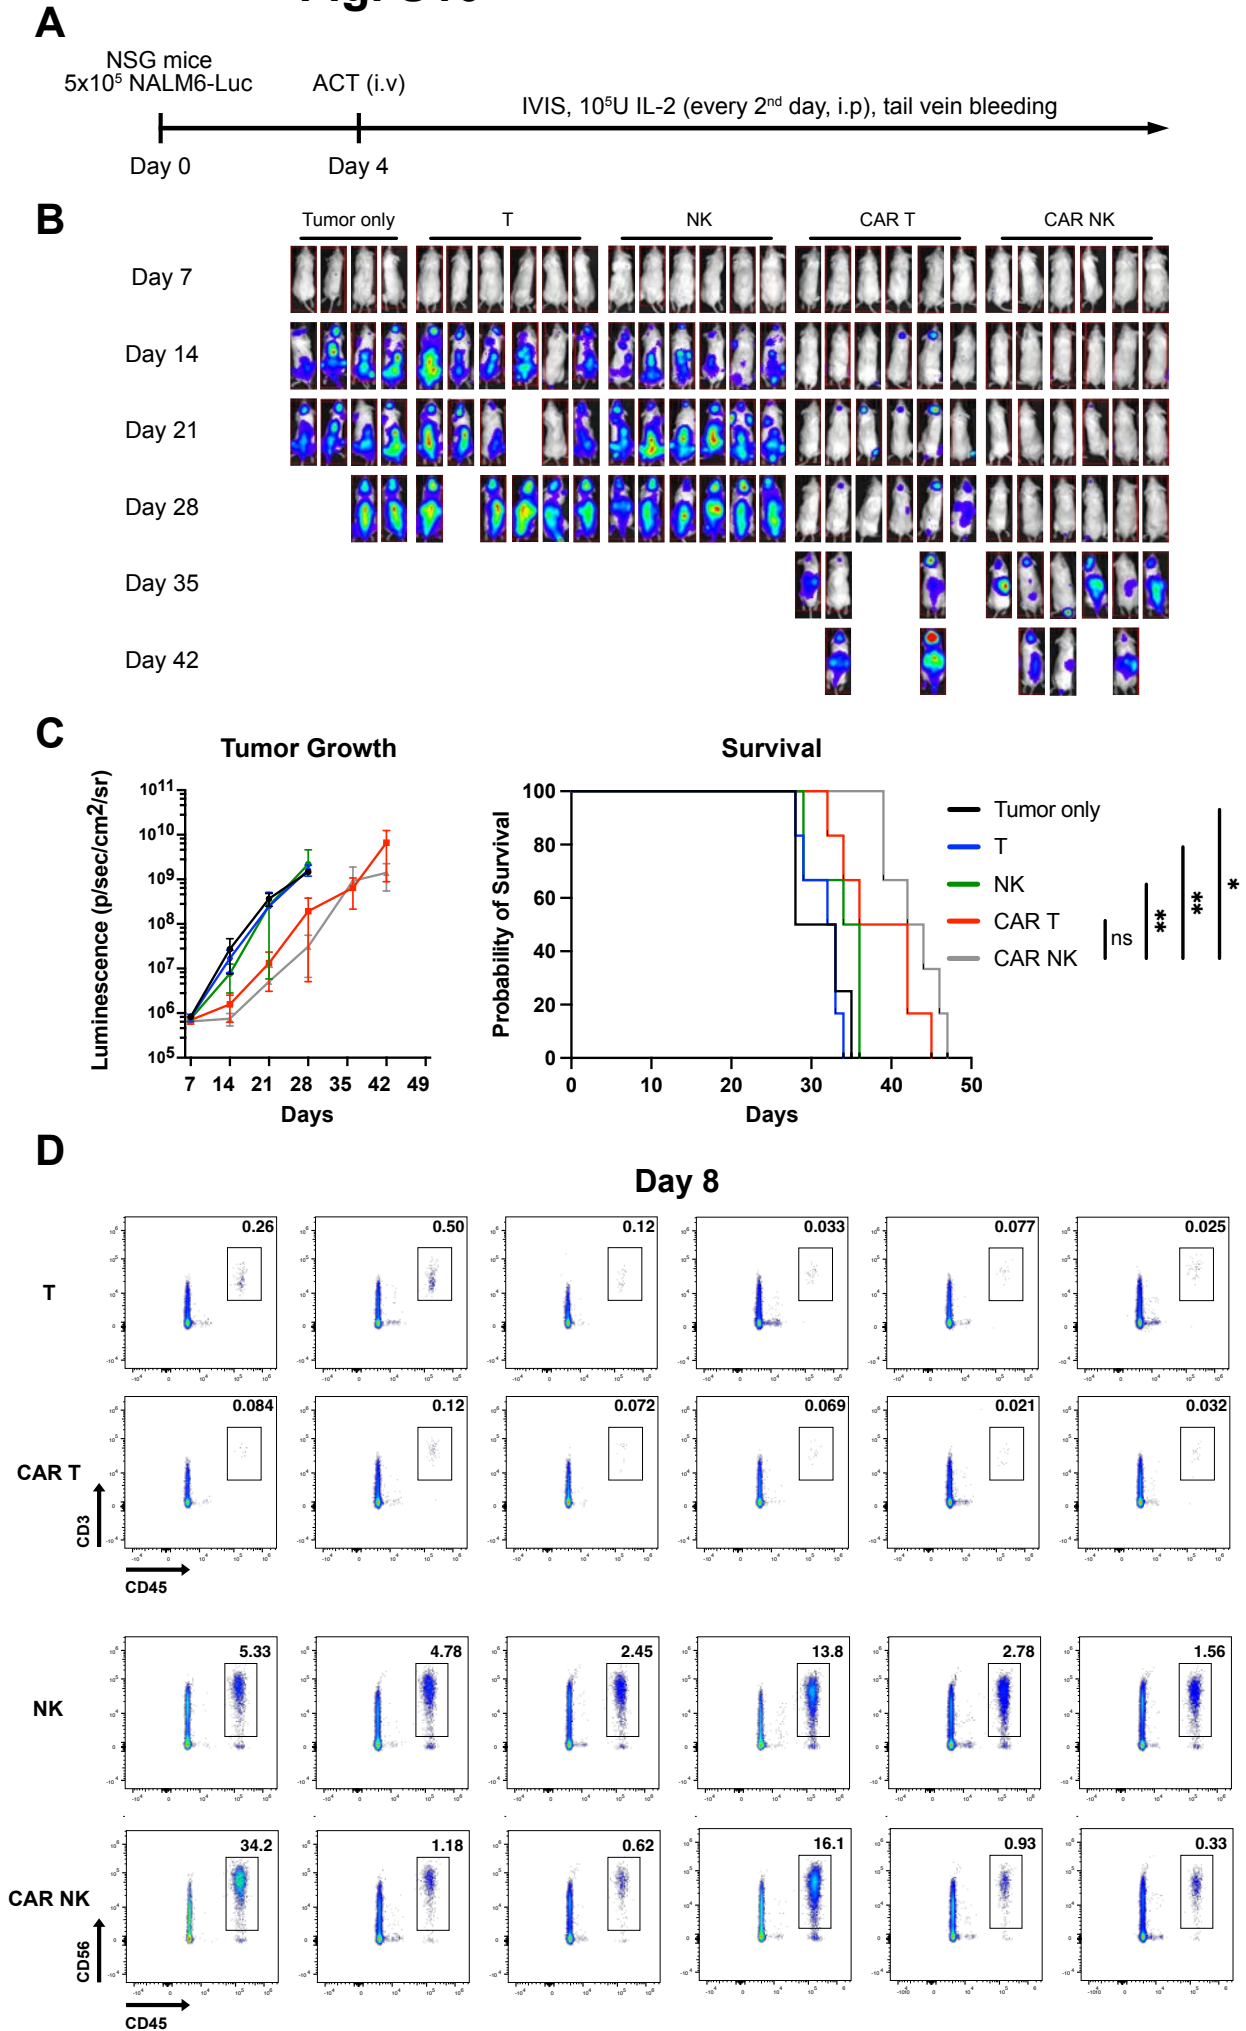 A
NSG mice
5x10⁵ NALM6-Luc
ACT (i.v)
IVIS, 10⁵U IL-2 (every 2ⁿᵈ day, i.p), tail vein bleeding
Day 0
Day 4
B
Tumor only
T
NK
CAR T
CAR NK
Day 7
Day 14
Day 21
Day 28
Day 35
Day 42
C
Tumor Growth
Luminescence (p/sec/cm2/sr)
10¹¹
10¹⁰
10⁹
10⁸
10⁷
10⁶
10⁵
7 14 21 28 35 42 49
Days
Survival
Probability of Survival
100
80
60
40
20
0
0 10 20 30 40 50
Days
Tumor only
T
NK
CAR T
CAR NK
ns
**
**
*
D
Day 8
T
0.26 0.50 0.12 0.033 0.077 0.025
CAR T
0.084 0.12 0.072 0.069 0.021 0.032
CD3
CD45
NK
5.33 4.78 2.45 13.8 2.78 1.56
CAR NK
34.2 1.18 0.62 16.1 0.93 0.33
CD56
CD45